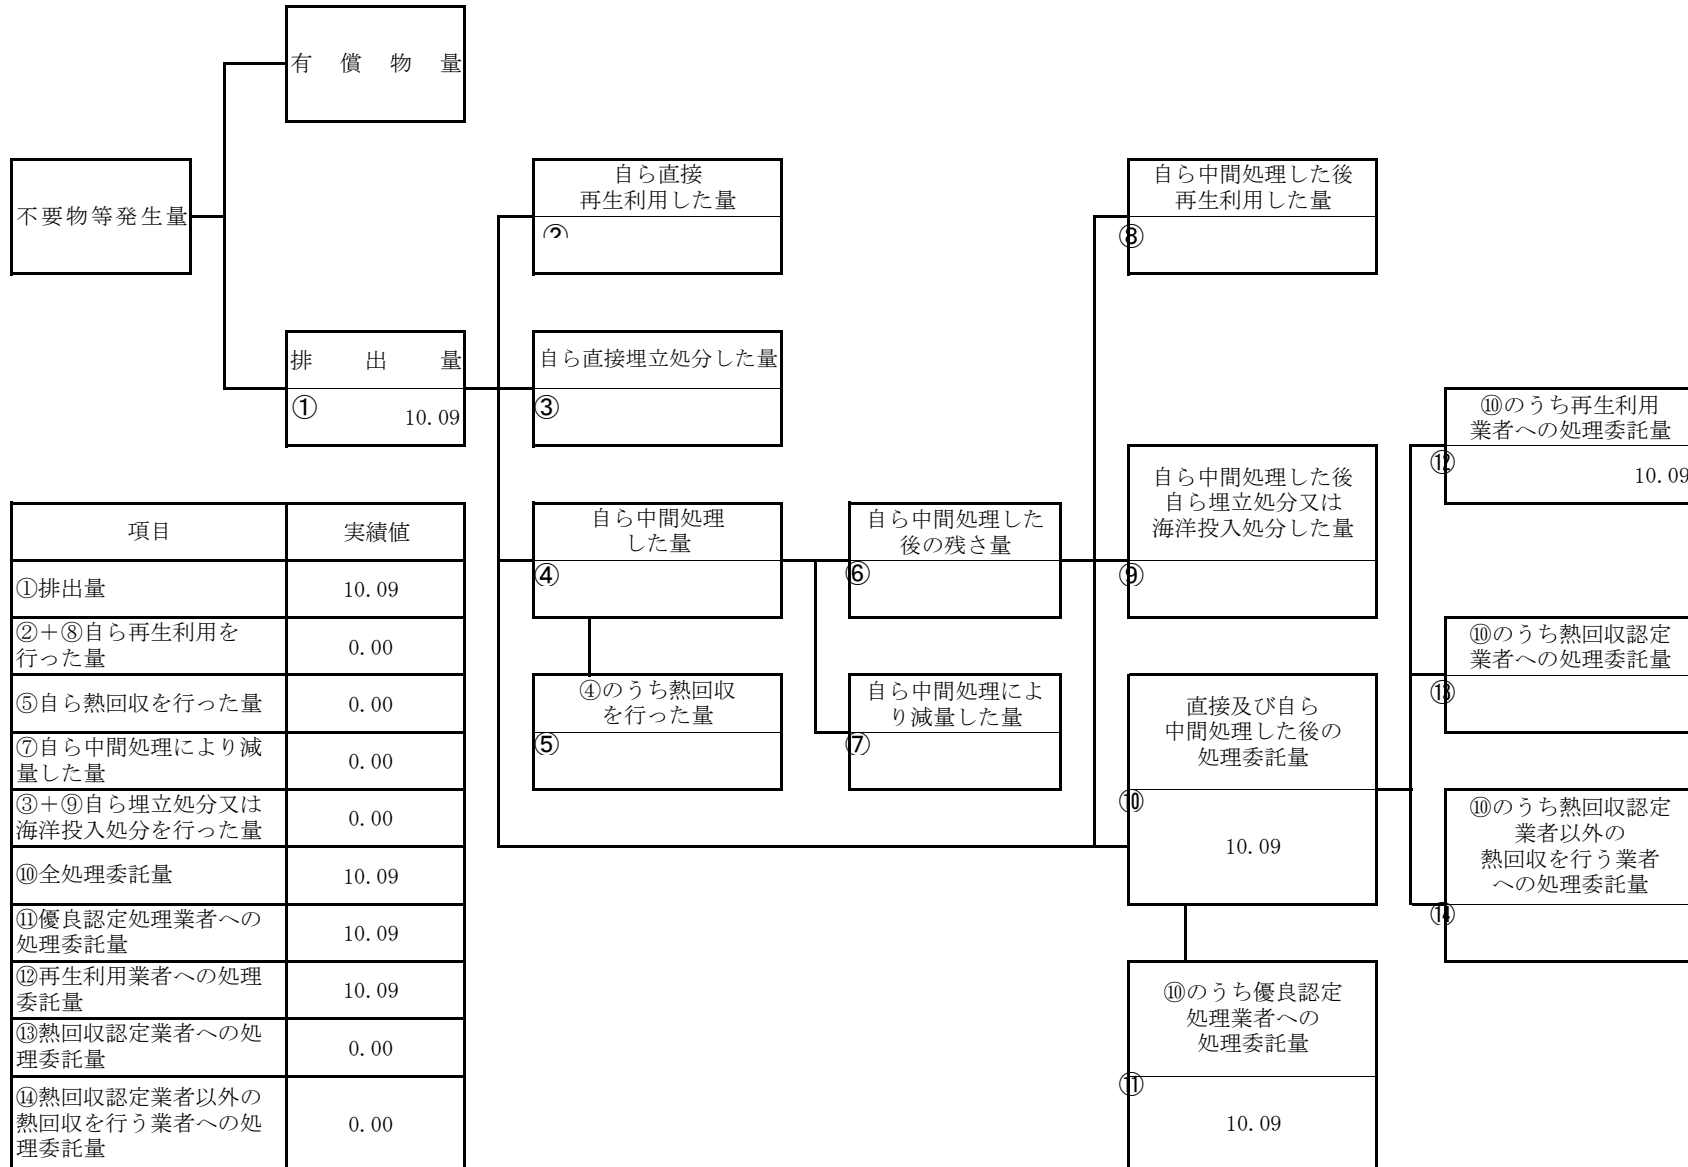 有償物量
不要物等発生量
排出量
①
10.09
自ら直接
再生利用した量
②
自ら直接埋立処分した量
③
自ら中間処理
した量
④
④のうち熱回収
を行った量
⑤
自ら中間処理した
後の残さ量
⑥
自ら中間処理によ
り減量した量
⑦
自ら中間処理した後
再生利用した量
⑧
自ら中間処理した後
自ら埋立処分又は
海洋投入処分した量
⑨
直接及び自ら
中間処理した後の
処理委託量
⑩
10.09
⑩のうち優良認定
処理業者への
処理委託量
⑪
10.09
⑩のうち再生利用
業者への処理委託量
⑫
10.09
⑩のうち熱回収認定
業者への処理委託量
⑬
⑩のうち熱回収認定
業者以外の
熱回収を行う業者
への処理委託量
⑭
項目 実績値
①排出量 10.09
②＋⑧自ら再生利用を
行った量 0.00
⑤自ら熱回収を行った量 0.00
⑦自ら中間処理により減
量した量 0.00
③＋⑨自ら埋立処分又は
海洋投入処分を行った量 0.00
⑩全処理委託量 10.09
⑪優良認定処理業者への
処理委託量 10.09
⑫再生利用業者への処理
委託量 10.09
⑬熱回収認定業者への処
理委託量 0.00
⑭熱回収認定業者以外の
熱回収を行う業者への処
理委託量 0.00